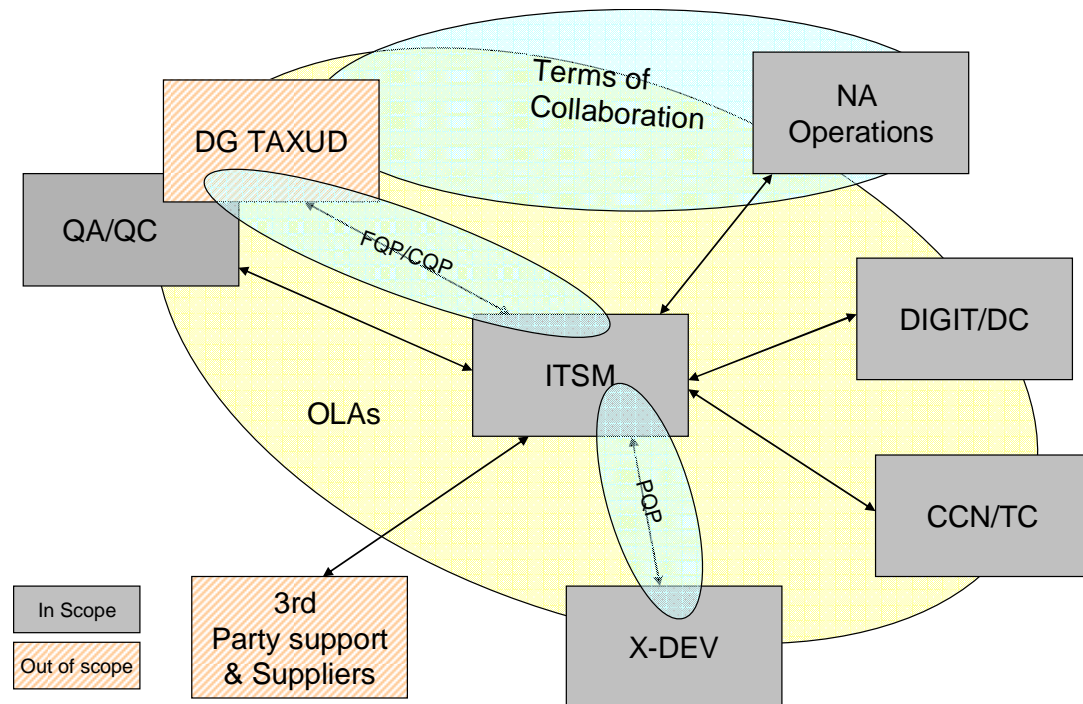 Terms of
Collaboration
NA
Operations
DG TAXUD
QA/QC
FQP/CQP
DIGIT/DC
ITSM
OLAs
PQP
CCN/TC
3rd
Party support
& Suppliers
X-DEV
In Scope
Out of scope